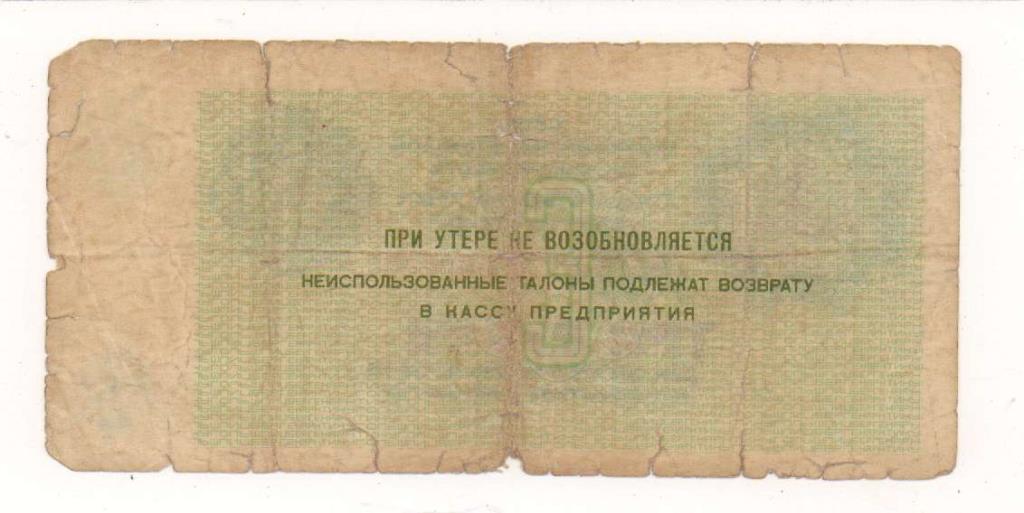 ПРИ УТЕРЕ НЕ ВОЗОБНОВЛЯЕТСЯ
НЕИСПОЛЬЗОВАННЫЕ ТАЛОНЫ ПОДЛЕЖАТ ВОЗВРАТУ
В КАССУ ПРЕДПРИЯТИЯ